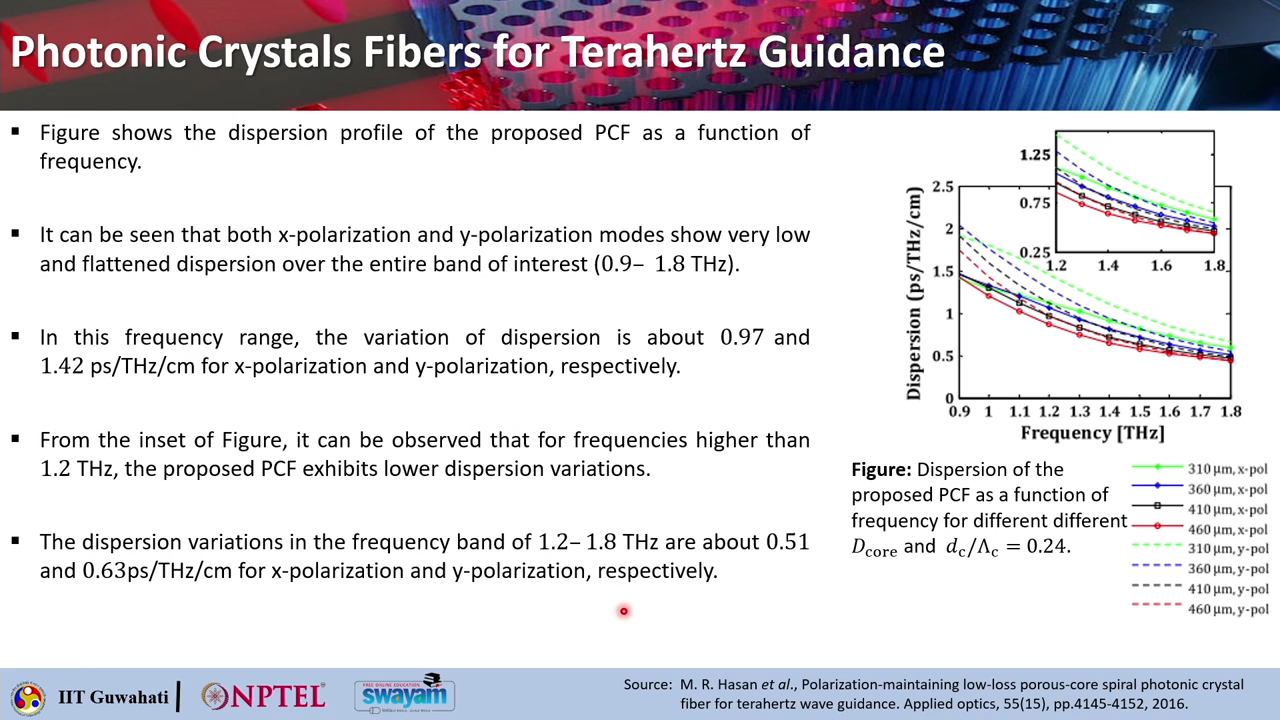 Photonic Crystals Fibers for Terahertz Guidance
▪ Figure shows the dispersion profile of the proposed PCF as a function of
frequency.
▪ It can be seen that both x-polarization and y-polarization modes show very low
and flattened dispersion over the entire band of interest (0.9– 1.8 THz).
▪ In this frequency range, the variation of dispersion is about 0.97 and
1.42 ps/THz/cm for x-polarization and y-polarization, respectively.
▪ From the inset of Figure, it can be observed that for frequencies higher than
1.2 THz, the proposed PCF exhibits lower dispersion variations.
▪ The dispersion variations in the frequency band of 1.2– 1.8 THz are about 0.51
and 0.63ps/THz/cm for x-polarization and y-polarization, respectively.
1.25
0.75
0.25
1.2 1.4 1.6 1.8
Dispersion (ps/THz/cm)
2.5
2
1.5
1
0.5
0
0.9 1 1.1 1.2 1.3 1.4 1.5 1.6 1.7 1.8
Frequency [THz]
Figure: Dispersion of the
proposed PCF as a function of
frequency for different different
D_core and d_c/Λ_c = 0.24.
310 μm, x-pol
360 μm, x-pol
410 μm, x-pol
460 μm, x-pol
310 μm, y-pol
360 μm, y-pol
410 μm, y-pol
460 μm, y-pol
IIT Guwahati
NPTEL
FREE ONLINE EDUCATION
swayam
Source: M. R. Hasan et al., Polarization-maintaining low-loss porous-core spiral photonic crystal
fiber for terahertz wave guidance. Applied optics, 55(15), pp.4145-4152, 2016.